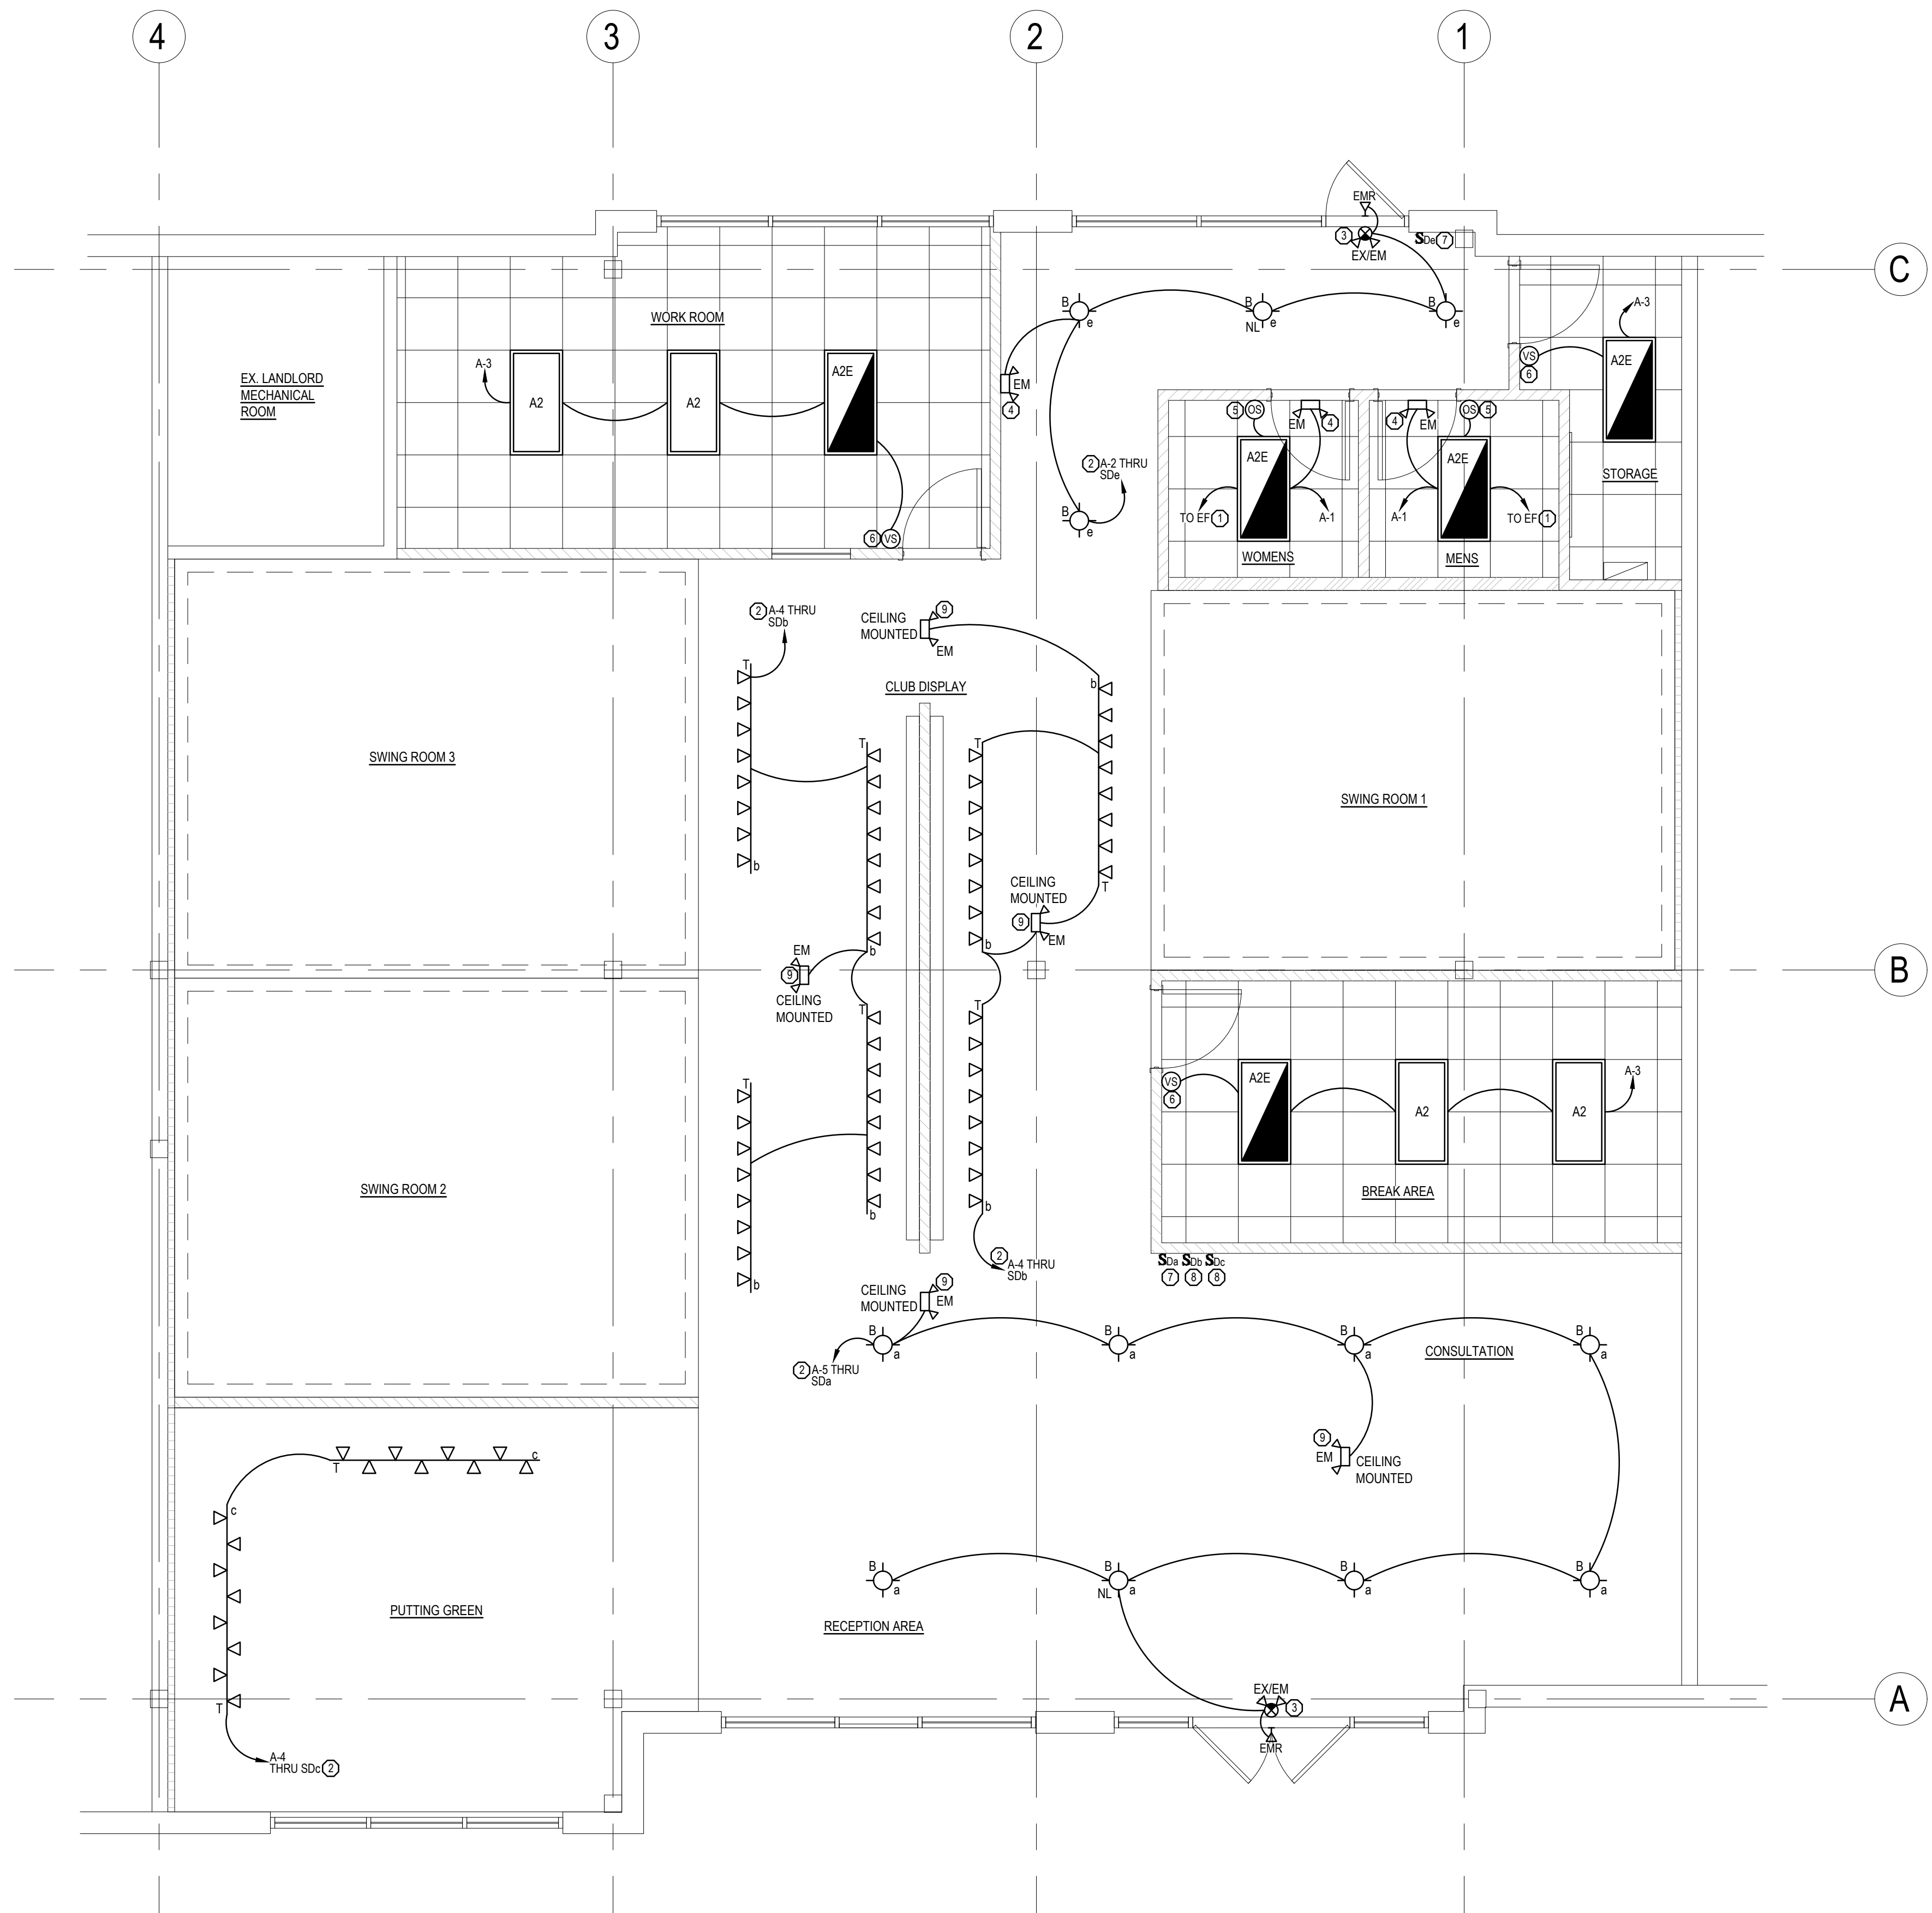 4
3
2
1
EMR
3
EX/EM
SDe
7
C
B
e
B
NL
e
B
e
WORK ROOM
A-3
A2
A2
A2E
6
VS
EX. LANDLORD
MECHANICAL
ROOM
EM
4
A-3
A2E
VS
6
STORAGE
5
OS
EM
4
A2E
TO EF
1
A-1
WOMENS
4
EM
OS
5
A2E
A-1
TO EF
1
MENS
2
A-2 THRU
SDe
B
e
2
A-4 THRU
SDb
T
b
CEILING
MOUNTED
9
EM
CLUB DISPLAY
b
T
T
b
T
b
SWING ROOM 3
SWING ROOM 1
CEILING
MOUNTED
9
EM
EM
9
CEILING
MOUNTED
B
T
b
T
b
T
b
VS
6
A2E
A2
A2
A-3
BREAK AREA
SWING ROOM 2
2
A-4 THRU
SDb
SDa SDb SDc
7
8
8
CEILING
MOUNTED
9
EM
B
a
B
a
B
a
B
a
2
A-5 THRU
SDa
CONSULTATION
9
EM
CEILING
MOUNTED
T
c
c
T
PUTTING GREEN
A-4
THRU SDc
2
B
a
B
NL
a
B
a
B
a
RECEPTION AREA
EX/EM
3
EMR
A